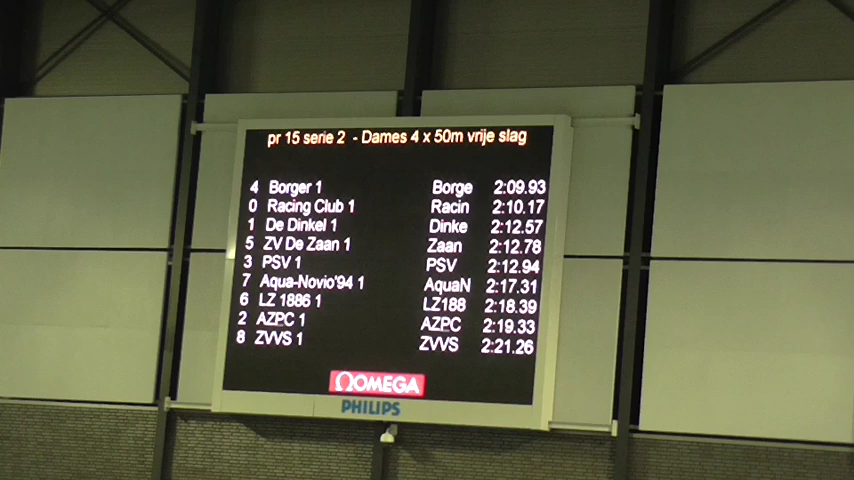 pr 15 serie 2 - Dames 4 x 50m vrije slag
4 Borger 1 Borge 2:09.93
0 Racing Club 1 Racin 2:10.17
1 De Dinkel 1 Dinke 2:12.57
5 ZV De Zaan 1 Zaan 2:12.78
3 PSV 1 PSV 2:12.94
7 Aqua-Novio'94 1 AquaN 2:17.31
6 LZ 1886 1 LZ188 2:18.39
2 AZPC 1 AZPC 2:19.33
8 ZVVS 1 ZVVS 2:21.26
ΩOMEGA
PHILIPS